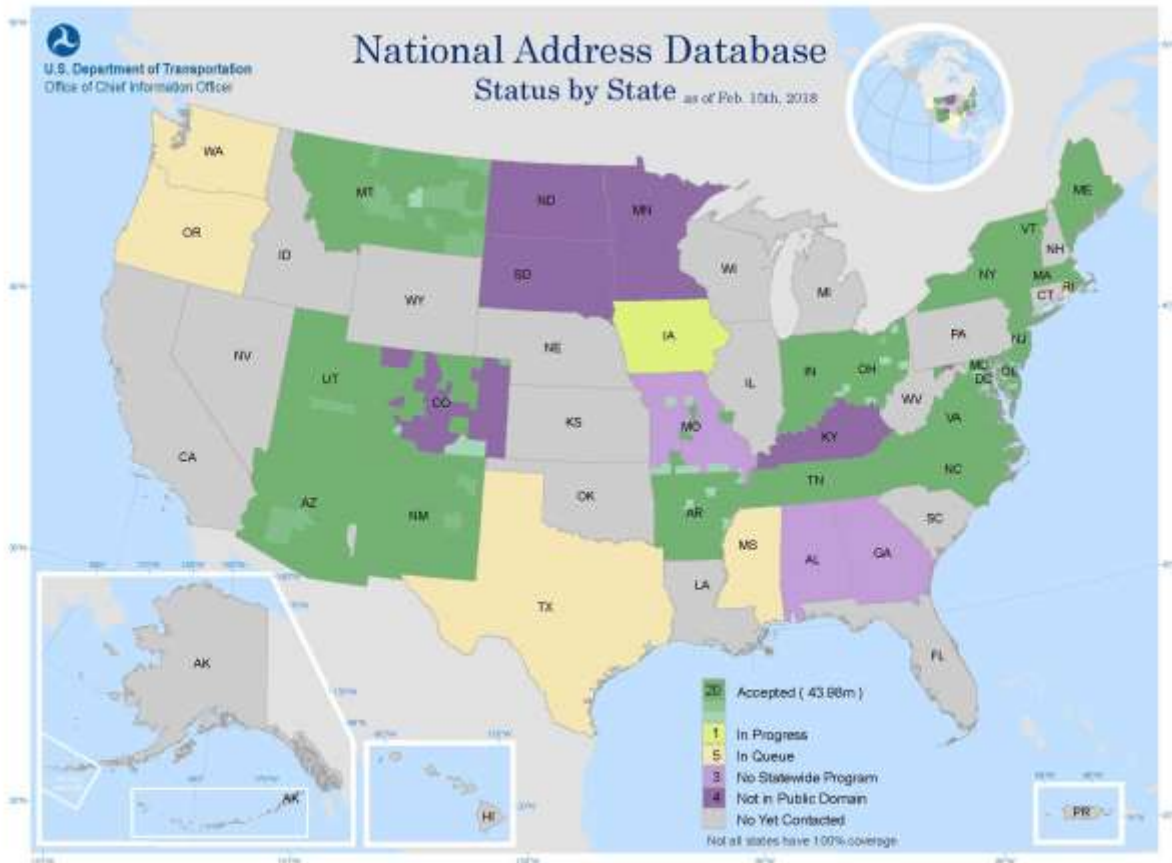 National Address Database
Status by State as of Feb. 15th, 2018
U.S. Department of Transportation
Office of Chief Information Officer
WA
MT
ND
MN
ME
OR
ID
SD
WI
VT
NH
NY
MA
WY
MI
CT
RI
IA
PA
NE
NJ
NV
UT
CO
IL
IN
OH
MD
DE
DC
WV
KS
MO
KY
VA
CA
NC
TN
AZ
NM
OK
AR
SC
MS
AL
GA
TX
LA
FL
AK
AK
HI
PR
20 Accepted ( 43.98m )
1 In Progress
5 In Queue
3 No Statewide Program
4 Not in Public Domain
No Yet Contacted
Not all states have 100% coverage